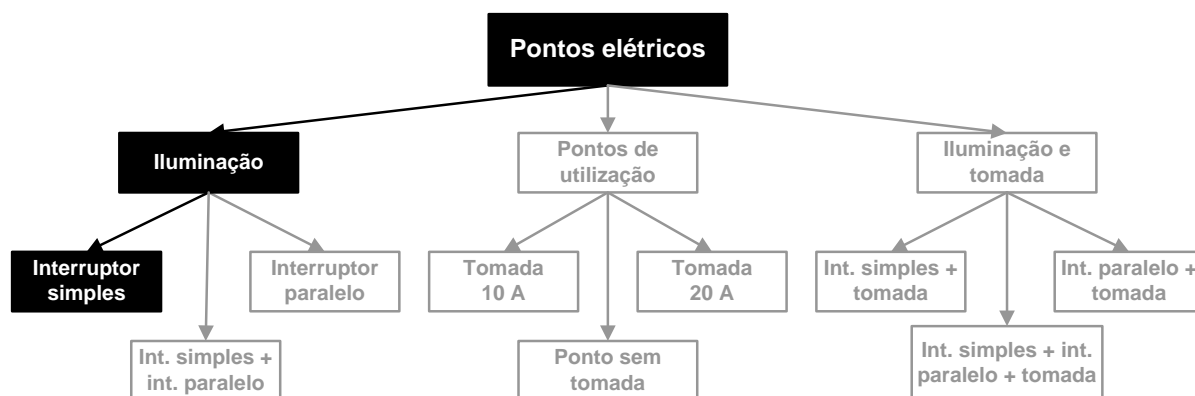 Pontos elétricos
Iluminação
Pontos de
utilização
Iluminação e
tomada
Interruptor
simples
Interruptor
paralelo
Tomada
10 A
Tomada
20 A
Int. simples +
tomada
Int. paralelo +
tomada
Int. simples +
int. paralelo
Ponto sem
tomada
Int. simples + int.
paralelo + tomada